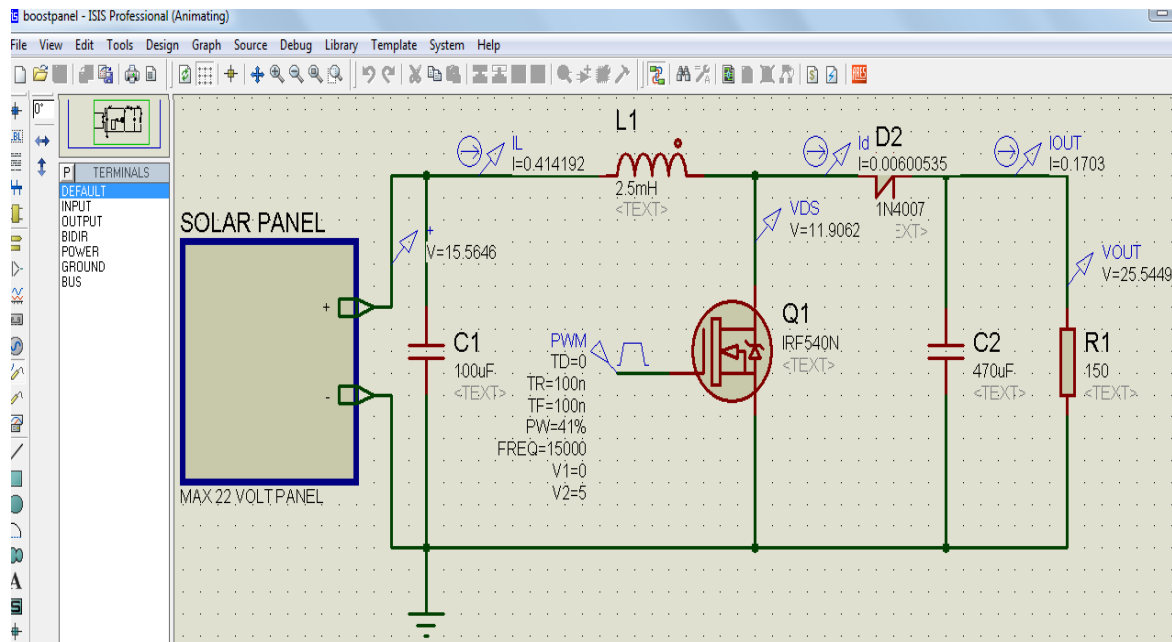 boostpanel - ISIS Professional (Animating)
File View Edit Tools Design Graph Source Debug Library Template System Help
0°
P TERMINALS
DEFAULT
INPUT
OUTPUT
BIDIR
POWER
GROUND
BUS
SOLAR PANEL
+
-
MAX 22 VOLT PANEL
+
V=15.5646
IL
I=0.414192
L1
2.5mH
<TEXT>
C1
100uF
<TEXT>
PWM
TD=0
TR=100n
TF=100n
PW=41%
FREQ=15000
V1=0
V2=5
VDS
V=11.9062
Q1
IRF540N
<TEXT>
Id
I=0.00600535
D2
1N4007
EXT>
IOUT
I=0.1703
VOUT
V=25.5449
C2
470uF
<TEXT>
R1
150
<TEXT>